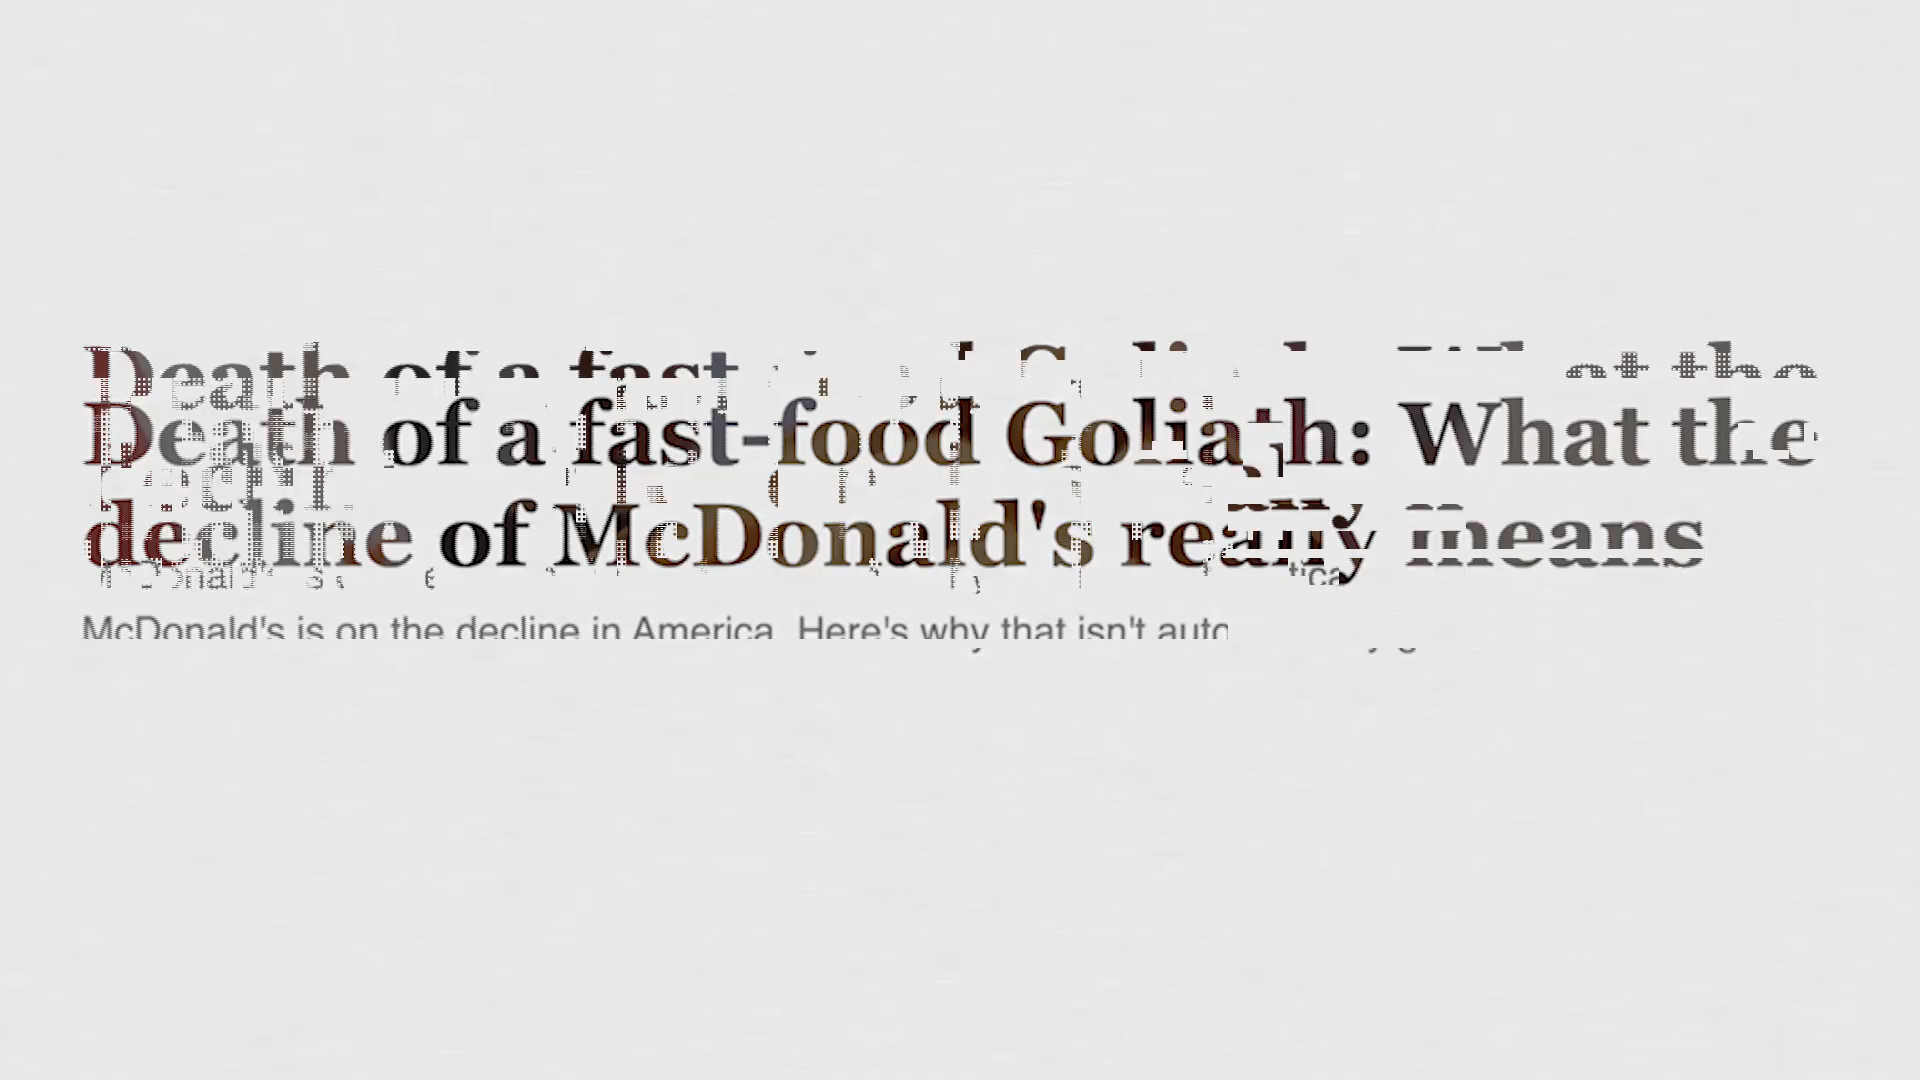 Death of a fast-food Goliath: What the
decline of McDonald's really means
McDonald's is on the decline in America. Here's why that isn't